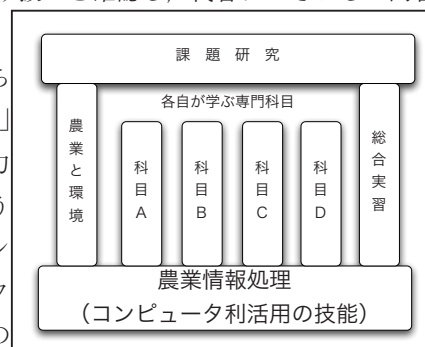 課題研究
各自が学ぶ専門科目
農業と環境
科目A
科目B
科目C
科目D
総合実習
農業情報処理
（コンピュータ利活用の技能）